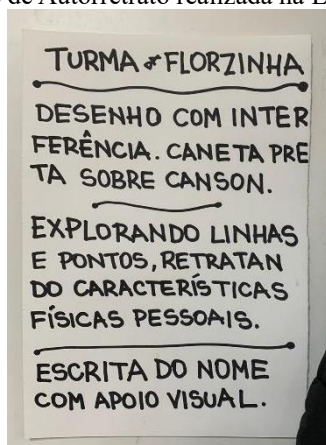 de Autorretrato realizada na E
TURMA & FLORZINHA
DESENHO COM INTER
FERÊNCIA. CANETA PRE
TA SOBRE CANSON.
EXPLORANDO LINHAS
E PONTOS, RETRATAN
DO CARACTERÍSTICAS
FÍSICAS PESSOAIS.
ESCRITA DO NOME
COM APOIO VISUAL.